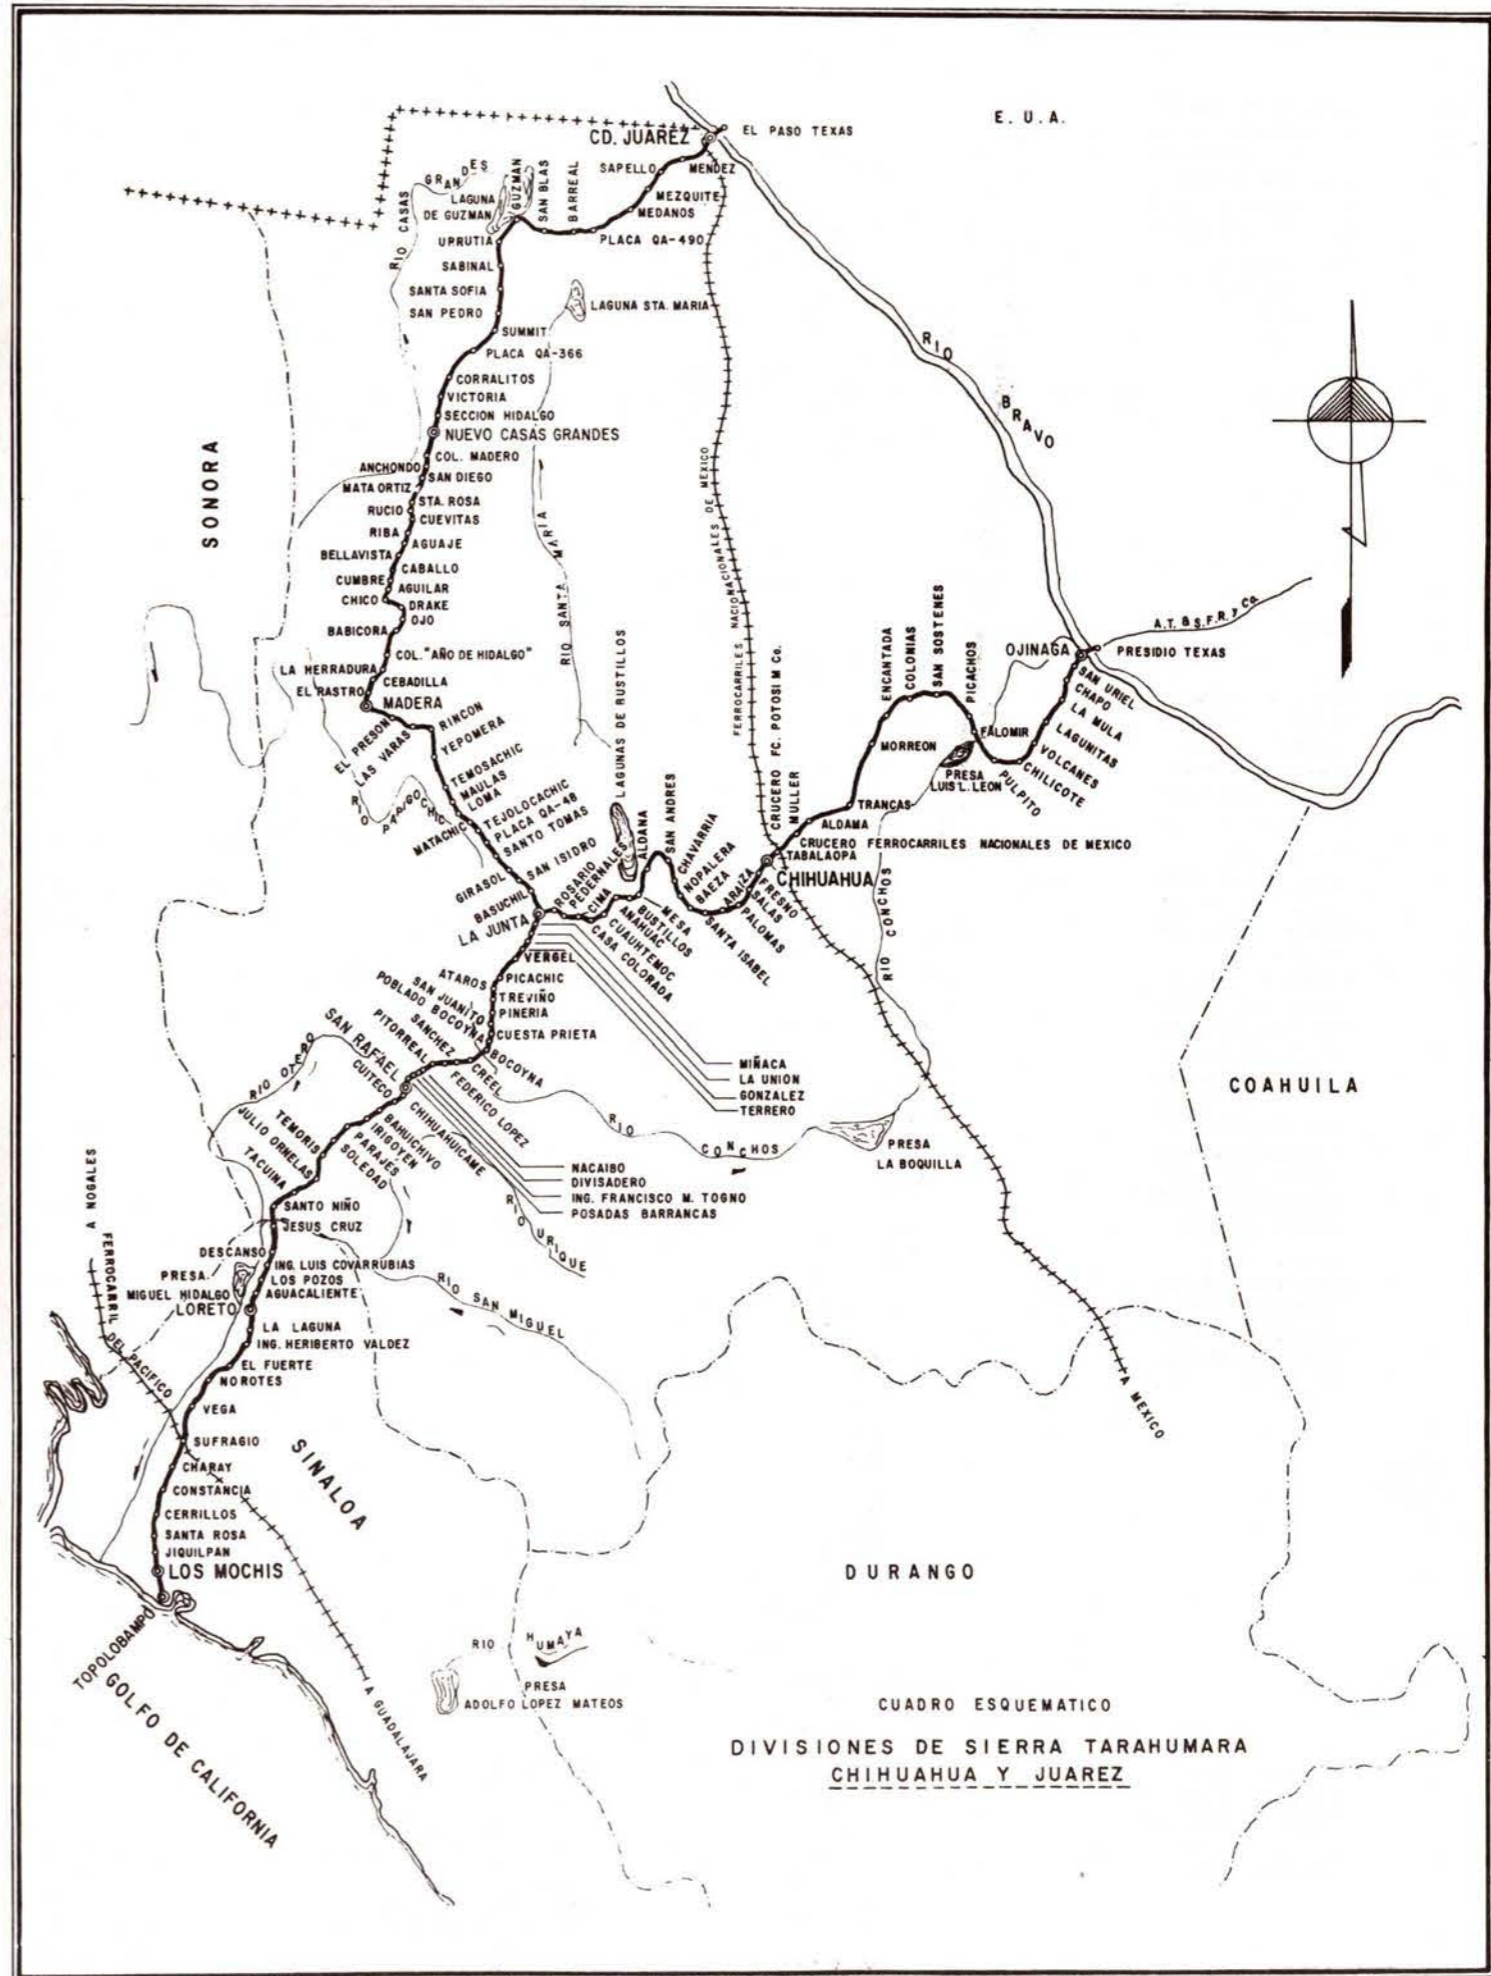 E. U. A.
EL PASO TEXAS
CD. JUAREZ
SAPELLO
MENDEZ
MEZQUITE
MEDANOS
PLACA QA-490
BARREAL
SAN BLAS
GUZMAN
RIO CASAS GRANDES
LAGUNA
DE GUZMAN
UPRUTIA
SABINAL
SANTA SOFIA
SAN PEDRO
LAGUNA STA. MARIA
SUMMIT
PLACA QA-366
CORRALITOS
VICTORIA
SECCION HIDALGO
NUEVO CASAS GRANDES
COL. MADERO
ANCHONDO
SAN DIEGO
MATA ORTIZ
STA. ROSA
RUCIO
CUEVITAS
RIBA
AGUAJE
BELLAVISTA
CABALLO
CUMBRE
AGUILAR
CHICO
DRAKE
OJO
BABICORA
COL. "AÑO DE HIDALGO"
LA HERRADURA
CEBADILLA
EL RASTRO
MADERA
EL PRESON
LAS VARAS
RINCON
YEPOMERA
TEMOSACHIC
MAULAS
LOMA
MATACHIC
TEJOLOCACHIC
PLACA QA-48
SANTO TOMAS
SAN ISIDRO
GIRASOL
BASUCHIL
LA JUNTA
RIO PAPIGOCHIC
RIO SANTA MARIA
SONORA
FERROCARRILES NACIONACIONALES DE MEXICO
RIO BRAVO
FERROCARRILES
CRUCERO FC. POTOSI M Co.
MULLER
LAGUNAS DE RUSTILLOS
ROSARIO
PEDERNALES
CIMA
CASA COLORADA
CUAUHTEMOC
ANAHUAC
BUSTILLOS
MESA
ALDANA
SAN ANDRES
CHAVARRIA
NOPALERA
BAEZA
SANTA ISABEL
ARAIZA
PALOMAS
SALAS
FRESNO
CHIHUAHUA
TABALAOPA
CRUCERO FERROCARRILES NACIONALES DE MEXICO
ALDAMA
TRANCAS
MORREON
ENCANTADA
COLONIAS
SAN SOSTENES
PICACHOS
FALOMIR
PRESA
LUIS L. LEON
PULPITO
CHILICOTE
VOLCANES
LAGUNITAS
LA MULA
CHAPO
SAN URIEL
OJINAGA
PRESIDIO TEXAS
A.T. & S.F.R. y Co.
RIO CONCHOS
COAHUILA
VERGEL
MIÑACA
LA UNION
GONZALEZ
TERRERO
PICACHIC
ATAROS
TREVIÑO
PINERIA
SAN JUANITO
CUESTA PRIETA
POBLADO BOCOYNA
BOCOYNA
CREEL
SANCHEZ
PITORREAL
FEDERICO LOPEZ
SAN RAFAEL
NACAIBO
DIVISADERO
ING. FRANCISCO M. TOGNO
POSADAS BARRANCAS
CHIHUAHUICAME
CUITECO
BAHUICHIVO
IRIGOYEN
PARAJES
SOLEDAD
TEMORIS
JULIO ORNELAS
TACUINA
RIO OTERO
RIO CONCHOS
PRESA
LA BOQUILLA
RIO URIQUE
RIO SAN MIGUEL
SANTO NIÑO
JESUS CRUZ
DESCANSO
ING. LUIS COVARRUBIAS
LOS POZOS
AGUACALIENTE
PRESA
MIGUEL HIDALGO
LORETO
LA LAGUNA
ING. HERIBERTO VALDEZ
EL FUERTE
NOROTES
VEGA
SUFRAGIO
CHARAY
CONSTANCIA
CERRILLOS
SANTA ROSA
JIQUILPAN
LOS MOCHIS
TOPOLOBAMPO
A NOGALES
FERROCARRIL DEL PACIFICO
A GUADALAJARA
A MEXICO
SINALOA
GOLFO DE CALIFORNIA
RIO HUMAYA
PRESA
ADOLFO LOPEZ MATEOS
DURANGO
CUADRO ESQUEMATICO
DIVISIONES DE SIERRA TARAHUMARA
CHIHUAHUA Y JUAREZ